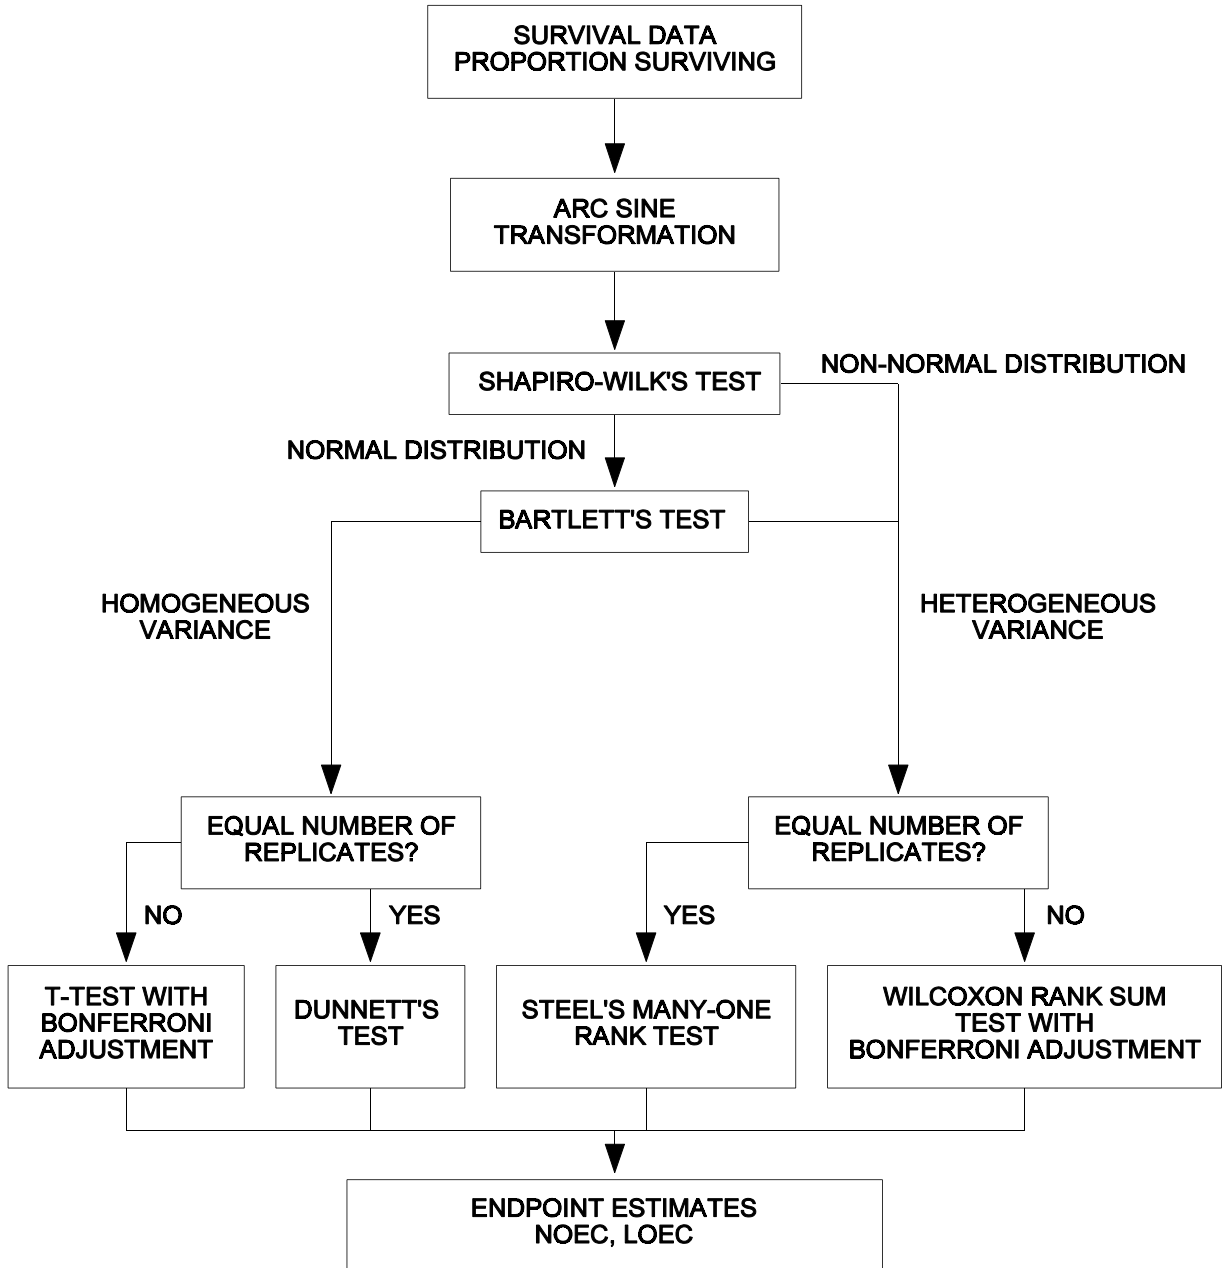 SURVIVAL DATA
PROPORTION SURVIVING
ARC SINE
TRANSFORMATION
SHAPIRO-WILK'S TEST
NON-NORMAL DISTRIBUTION
NORMAL DISTRIBUTION
BARTLETT'S TEST
HOMOGENEOUS
VARIANCE
HETEROGENEOUS
VARIANCE
EQUAL NUMBER OF
REPLICATES?
EQUAL NUMBER OF
REPLICATES?
NO
YES
YES
NO
T-TEST WITH
BONFERRONI
ADJUSTMENT
DUNNETT'S
TEST
STEEL'S MANY-ONE
RANK TEST
WILCOXON RANK SUM
TEST WITH
BONFERRONI ADJUSTMENT
ENDPOINT ESTIMATES
NOEC, LOEC